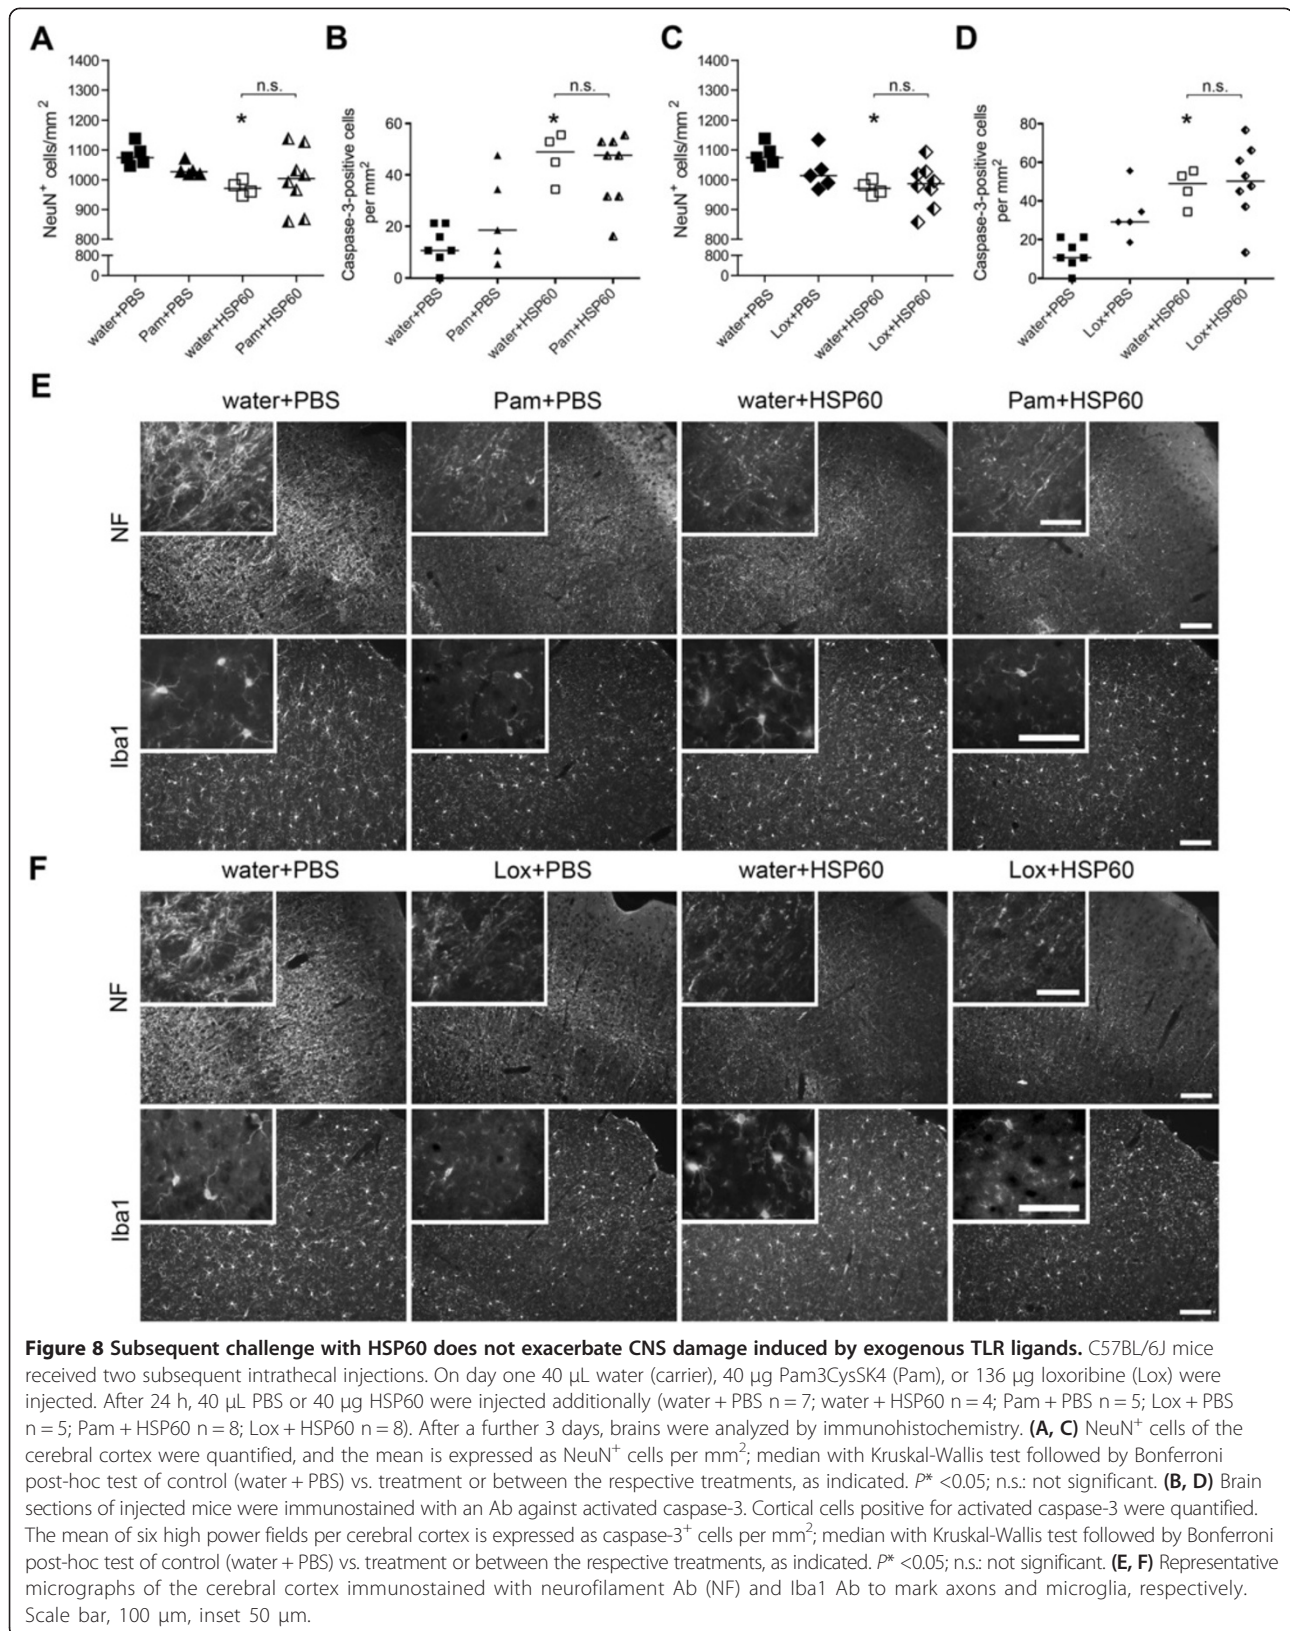 A
B
C
D
1400
1300
1200
1100
1000
900
800
800
0
NeuN⁺ cells/mm²
n.s.
*
water+PBS
Pam+PBS
water+HSP60
Pam+HSP60
60
40
20
0
Caspase-3-positive cells
per mm²
n.s.
*
water+PBS
Pam+PBS
water+HSP60
Pam+HSP60
1400
1300
1200
1100
1000
900
800
800
0
NeuN⁺ cells/mm²
n.s.
*
water+PBS
Lox+PBS
water+HSP60
Lox+HSP60
80
60
40
20
0
Caspase-3-positive cells
per mm²
n.s.
*
water+PBS
Lox+PBS
water+HSP60
Lox+HSP60
E
water+PBS Pam+PBS water+HSP60 Pam+HSP60
NF
Iba1
F
water+PBS Lox+PBS water+HSP60 Lox+HSP60
NF
Iba1
Figure 8 Subsequent challenge with HSP60 does not exacerbate CNS damage induced by exogenous TLR ligands. C57BL/6J mice
received two subsequent intrathecal injections. On day one 40 μL water (carrier), 40 μg Pam3CysSK4 (Pam), or 136 μg loxoribine (Lox) were
injected. After 24 h, 40 μL PBS or 40 μg HSP60 were injected additionally (water + PBS n = 7; water + HSP60 n = 4; Pam + PBS n = 5; Lox + PBS
n = 5; Pam + HSP60 n = 8; Lox + HSP60 n = 8). After a further 3 days, brains were analyzed by immunohistochemistry. (A, C) NeuN⁺ cells of the
cerebral cortex were quantified, and the mean is expressed as NeuN⁺ cells per mm²; median with Kruskal-Wallis test followed by Bonferroni
post-hoc test of control (water + PBS) vs. treatment or between the respective treatments, as indicated. P* <0.05; n.s.: not significant. (B, D) Brain
sections of injected mice were immunostained with an Ab against activated caspase-3. Cortical cells positive for activated caspase-3 were quantified.
The mean of six high power fields per cerebral cortex is expressed as caspase-3⁺ cells per mm²; median with Kruskal-Wallis test followed by Bonferroni
post-hoc test of control (water + PBS) vs. treatment or between the respective treatments, as indicated. P* <0.05; n.s.: not significant. (E, F) Representative
micrographs of the cerebral cortex immunostained with neurofilament Ab (NF) and Iba1 Ab to mark axons and microglia, respectively.
Scale bar, 100 μm, inset 50 μm.